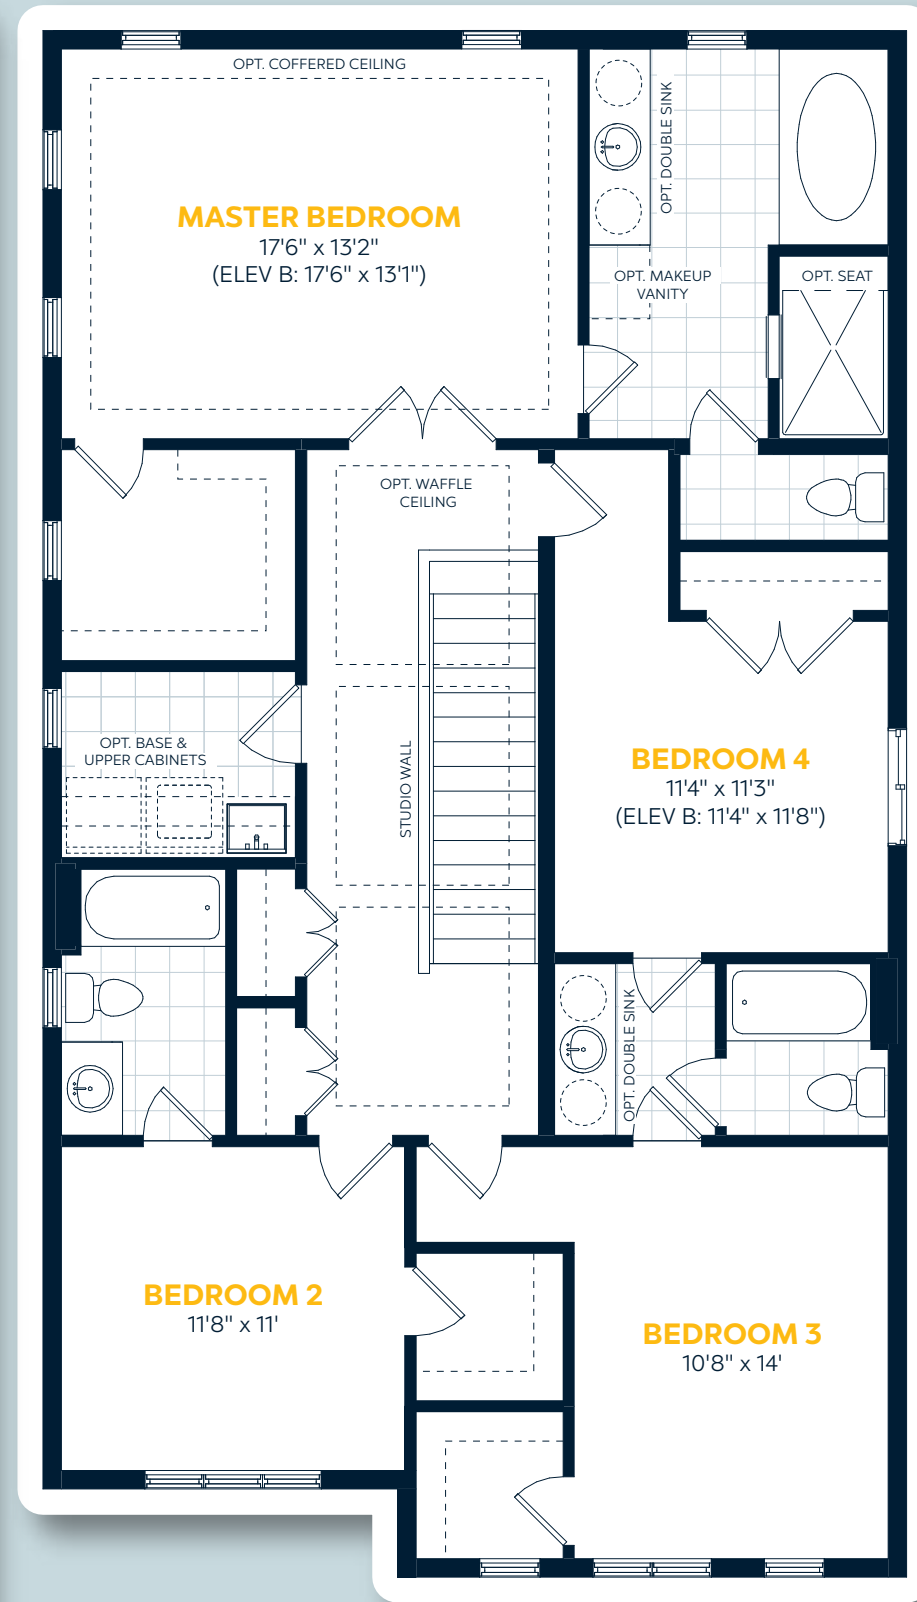 OPT. COFFERED CEILING
MASTER BEDROOM
17'6" x 13'2"
(ELEV B: 17'6" x 13'1")
OPT. DOUBLE SINK
OPT. MAKEUP
VANITY
OPT. SEAT
OPT. WAFFLE
CEILING
OPT. BASE &
UPPER CABINETS
STUDIO WALL
BEDROOM 4
11'4" x 11'3"
(ELEV B: 11'4" x 11'8")
OPT. DOUBLE SINK
BEDROOM 2
11'8" x 11'
BEDROOM 3
10'8" x 14'